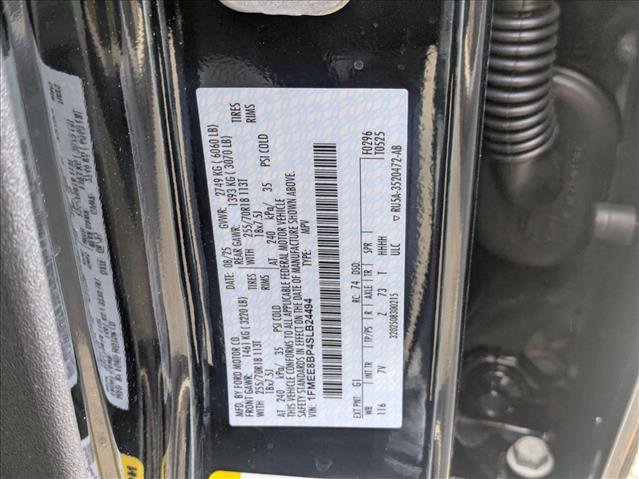 MFD. BY FORD MOTOR CO.
DATE: 08/25 GVWR: 2749 KG ( 6060 LB)
FRONT GAWR: 1461 KG ( 3220 LB) REAR GAWR: 1393 KG ( 3070 LB)
WITH 255/70R18 113T TIRES WITH 255/70R18 113T TIRES
18x7.5J RIMS 18x7.5J RIMS
AT 240 kPa/ 35 PSI COLD AT 240 kPa/ 35 PSI COLD
THIS VEHICLE CONFORMS TO ALL APPLICABLE FEDERAL MOTOR VEHICLE
SAFETY STANDARDS IN EFFECT ON THE DATE OF MANUFACTURE SHOWN ABOVE.
VIN: 1FMEE8BP4SLB24494 TYPE: MPV
F0296
T0525
EXT PNT: G1 RC: 74 DSO:
WB INT TR TP/PS R AXLE TR SPR
116 7V Z 73 T HHHH
ULC
3202508300215 RU5A-3520472-AB